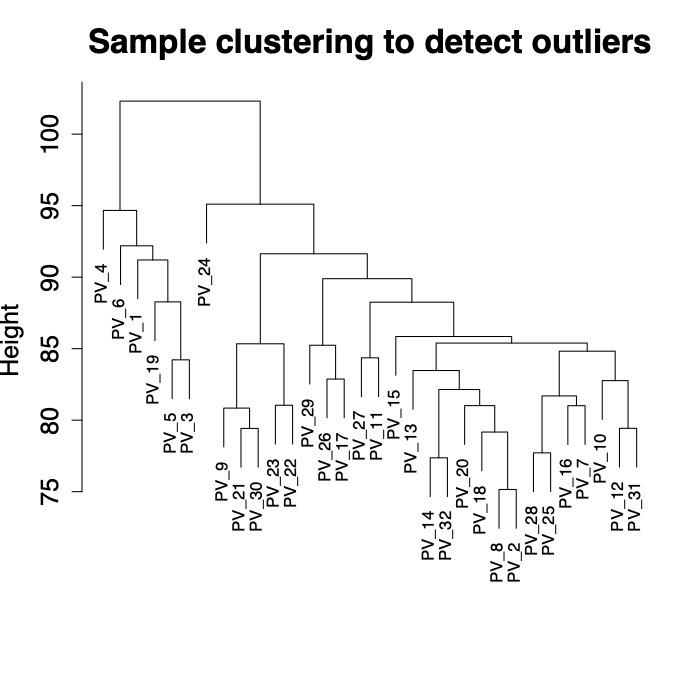 Sample clustering to detect outliers
Height
100
95
90
85
80
75
PV_4
PV_6
PV_1
PV_19
PV_5
PV_3
PV_24
PV_9
PV_21
PV_30
PV_23
PV_22
PV_29
PV_26
PV_17
PV_27
PV_11
PV_15
PV_13
PV_14
PV_32
PV_20
PV_18
PV_8
PV_2
PV_28
PV_25
PV_16
PV_7
PV_10
PV_12
PV_31